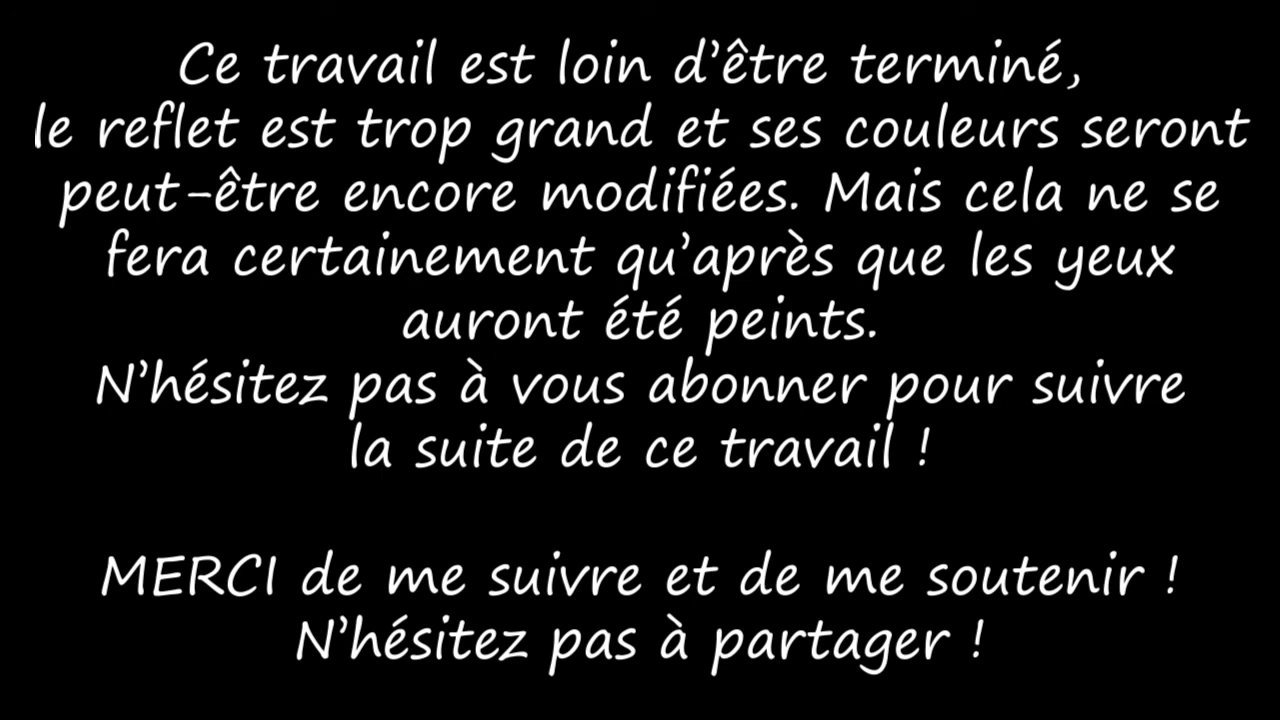 Ce travail est loin d'être terminé,
le reflet est trop grand et ses couleurs seront
peut-être encore modifiées. Mais cela ne se
fera certainement qu'après que les yeux
auront été peints.
N'hésitez pas à vous abonner pour suivre
la suite de ce travail !
MERCI de me suivre et de me soutenir !
N'hésitez pas à partager !